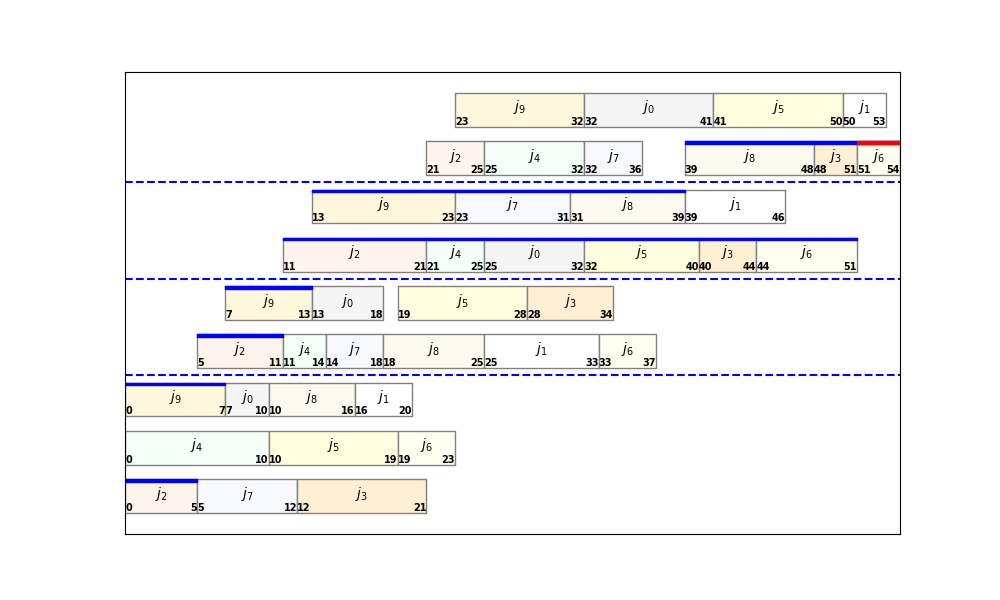 j9 j0 j5 j1
23 32 32 41 41 50 50 53
j2 j4 j7 j8 j3 j6
21 25 25 32 32 36 39 48 48 51 51 54
j9 j7 j8 j1
13 23 23 31 31 39 39 46
j2 j4 j0 j5 j3 j6
11 21 21 25 25 32 32 40 40 44 44 51
j9 j0 j5 j3
7 13 13 18 19 28 28 34
j2 j4 j7 j8 j1 j6
5 11 11 14 14 18 18 25 25 33 33 37
j9 j0 j8 j1
0 7 7 10 10 16 16 20
j4 j5 j6
0 10 10 19 19 23
j2 j7 j3
0 5 5 12 12 21